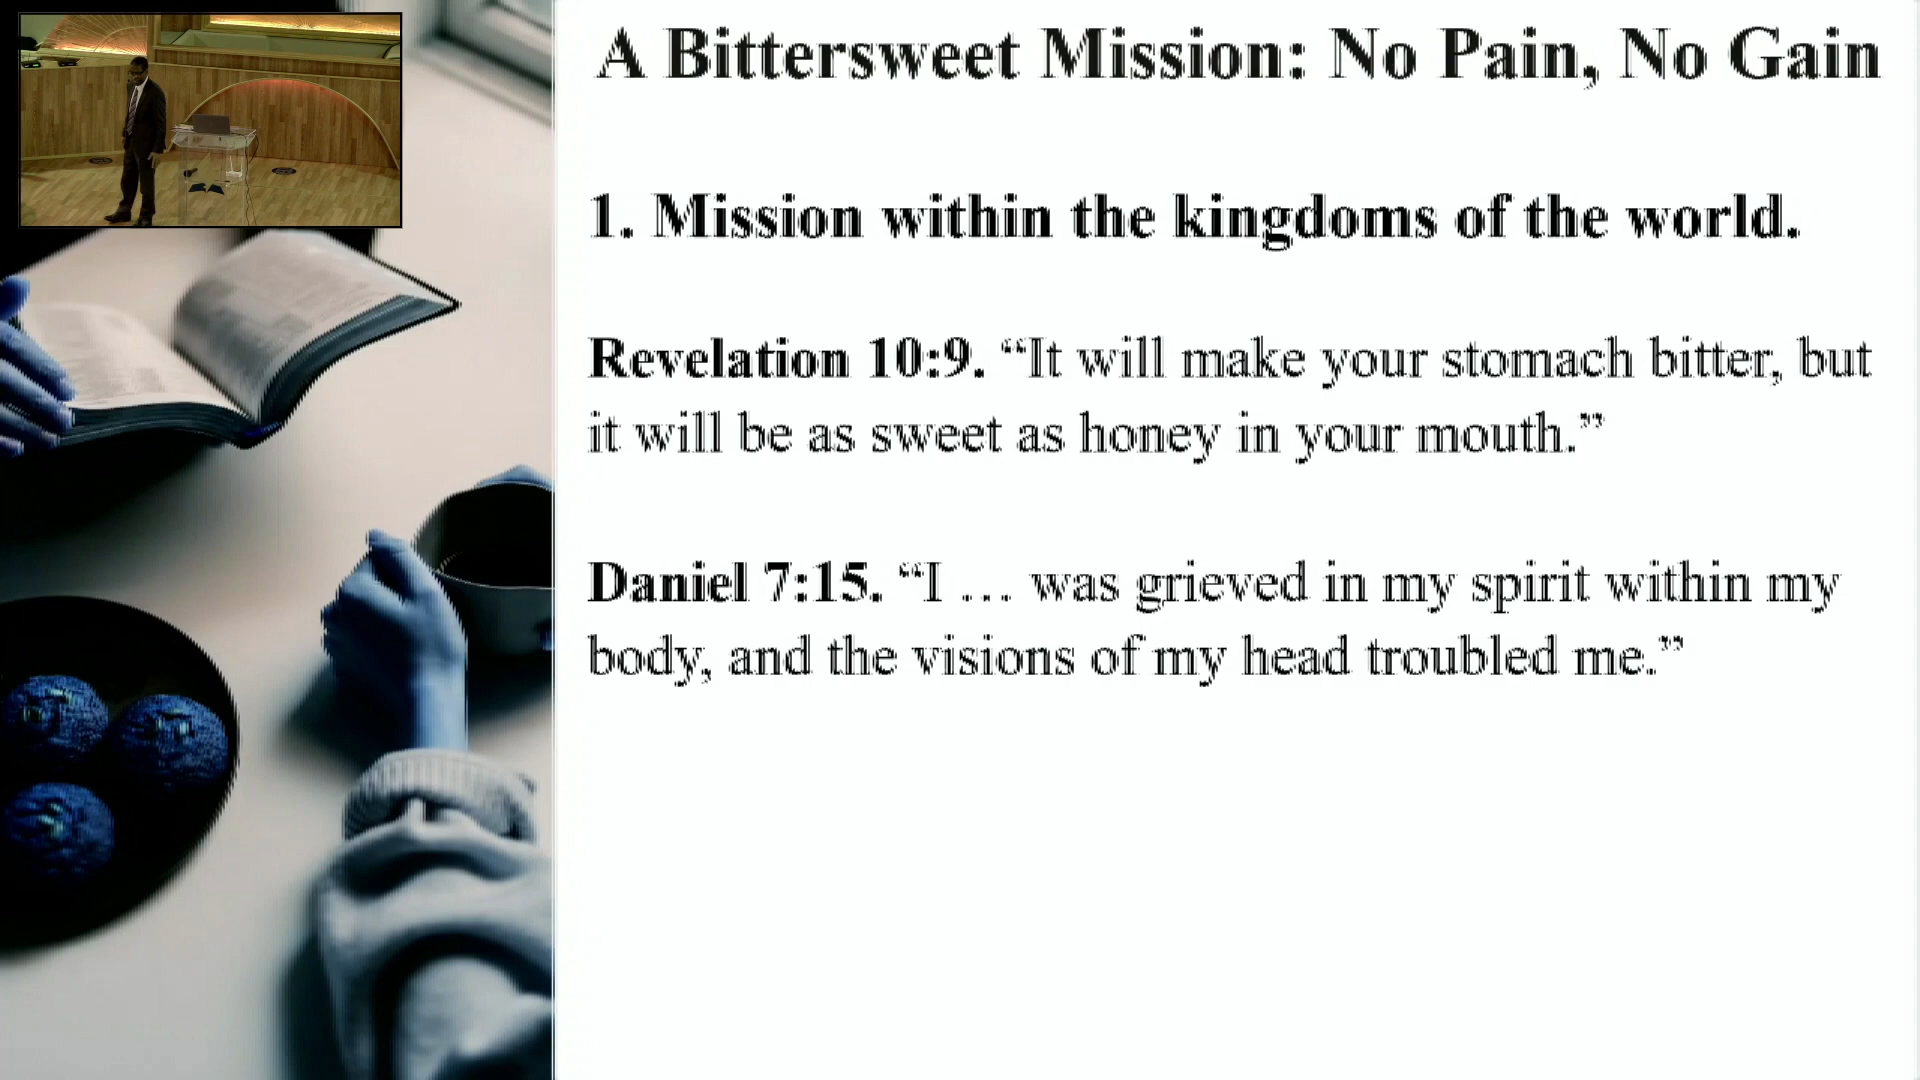 A Bittersweet Mission: No Pain, No Gain
1. Mission within the kingdoms of the world.
Revelation 10:9. “It will make your stomach bitter, but
it will be as sweet as honey in your mouth.”
Daniel 7:15. “I … was grieved in my spirit within my
body, and the visions of my head troubled me.”